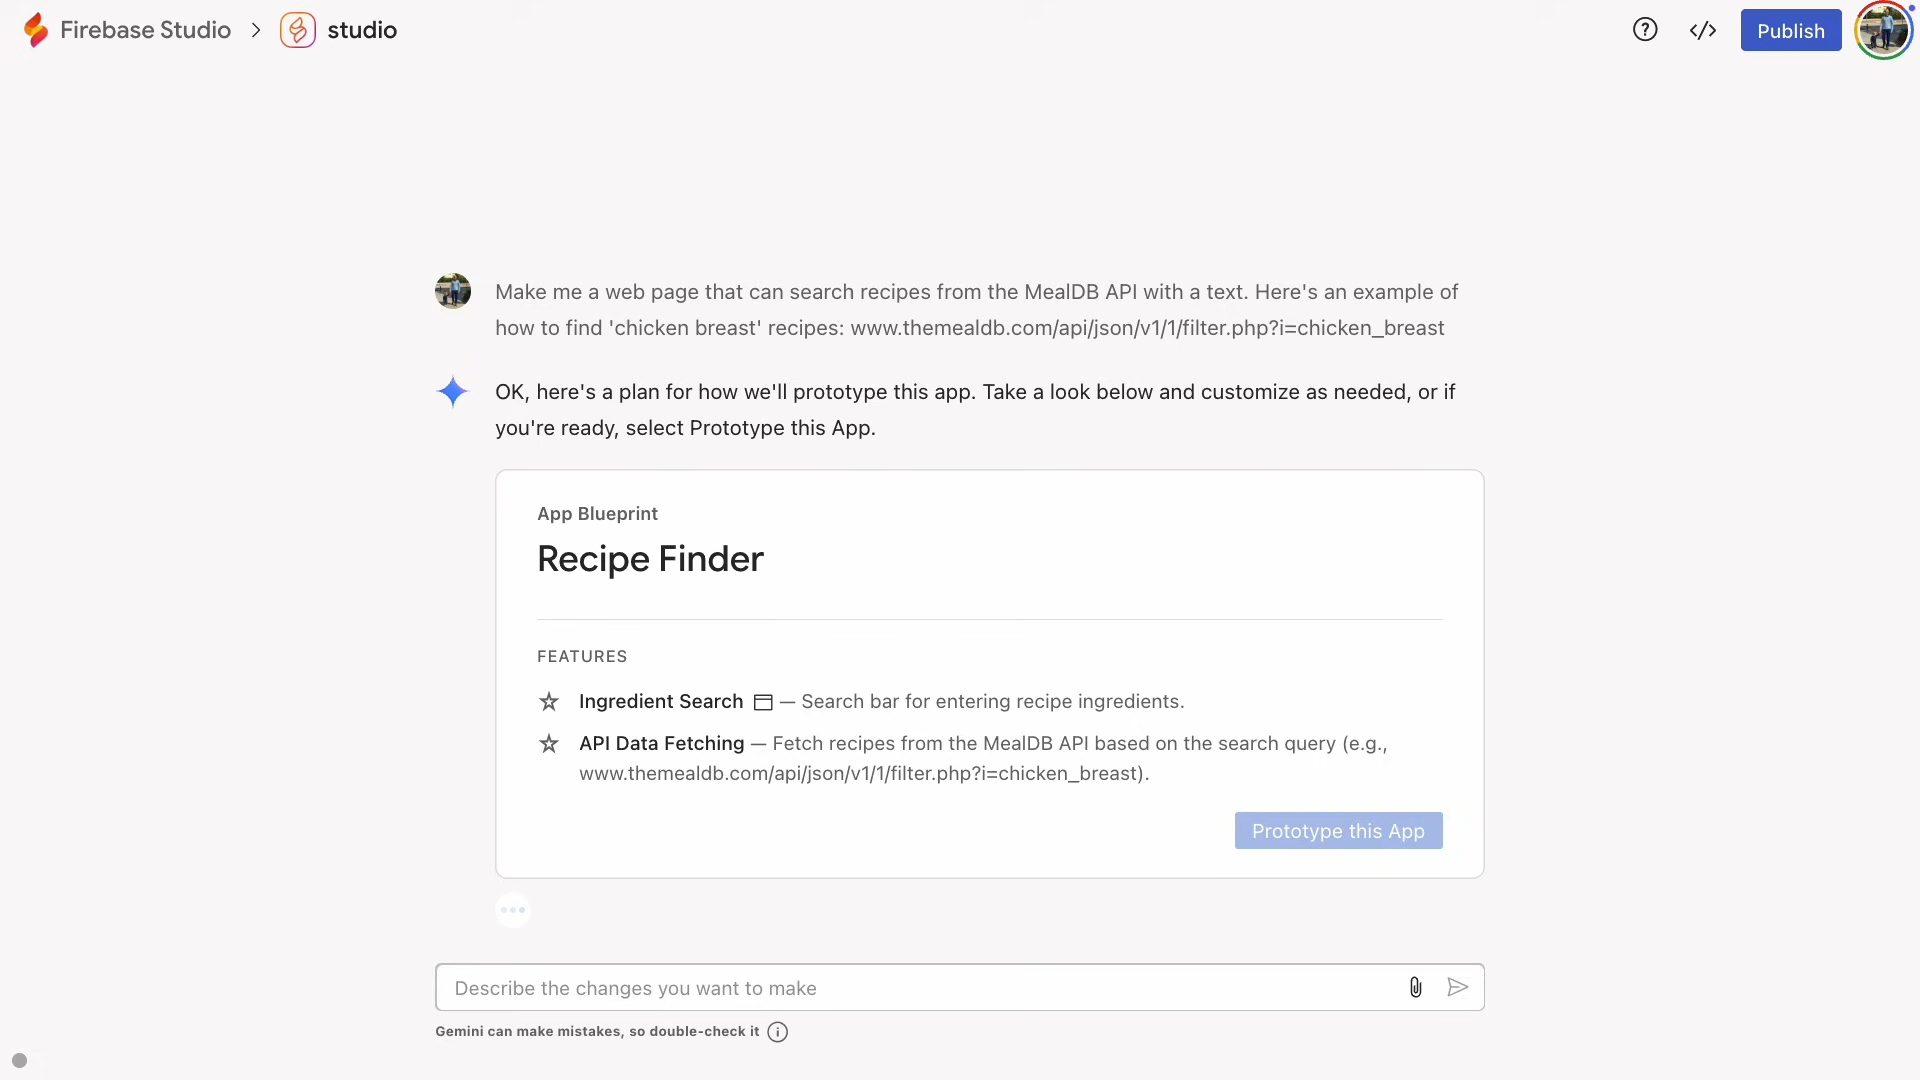 Firebase Studio
studio
Publish
Make me a web page that can search recipes from the MealDB API with a text. Here's an example of
how to find 'chicken breast' recipes: www.themealdb.com/api/json/v1/1/filter.php?i=chicken_breast
OK, here's a plan for how we'll prototype this app. Take a look below and customize as needed, or if
you're ready, select Prototype this App.
App Blueprint
Recipe Finder
FEATURES
Ingredient Search — Search bar for entering recipe ingredients.
API Data Fetching — Fetch recipes from the MealDB API based on the search query (e.g.,
www.themealdb.com/api/json/v1/1/filter.php?i=chicken_breast).
Prototype this App
Describe the changes you want to make
Gemini can make mistakes, so double-check it